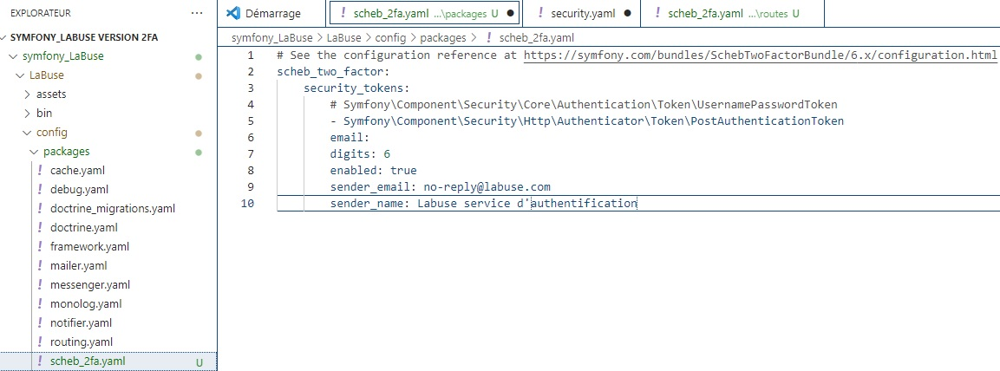 EXPLORATEUR ···
SYMFONY_LABUSE VERSION 2FA
symfony_LaBuse
LaBuse
assets
bin
config
packages
! cache.yaml
! debug.yaml
! doctrine_migrations.yaml
! doctrine.yaml
! framework.yaml
! mailer.yaml
! messenger.yaml
! monolog.yaml
! notifier.yaml
! routing.yaml
! scheb_2fa.yaml U
Démarrage
! scheb_2fa.yaml ...\packages U ●
! security.yaml ●
! scheb_2fa.yaml ...\routes U
symfony_LaBuse > LaBuse > config > packages > ! scheb_2fa.yaml
1 # See the configuration reference at https://symfony.com/bundles/SchebTwoFactorBundle/6.x/configuration.html
2 scheb_two_factor:
3     security_tokens:
4         # Symfony\Component\Security\Core\Authentication\Token\UsernamePasswordToken
5         - Symfony\Component\Security\Http\Authenticator\Token\PostAuthenticationToken
6         email:
7         digits: 6
8         enabled: true
9         sender_email: no-reply@labuse.com
10         sender_name: Labuse service d'authentification